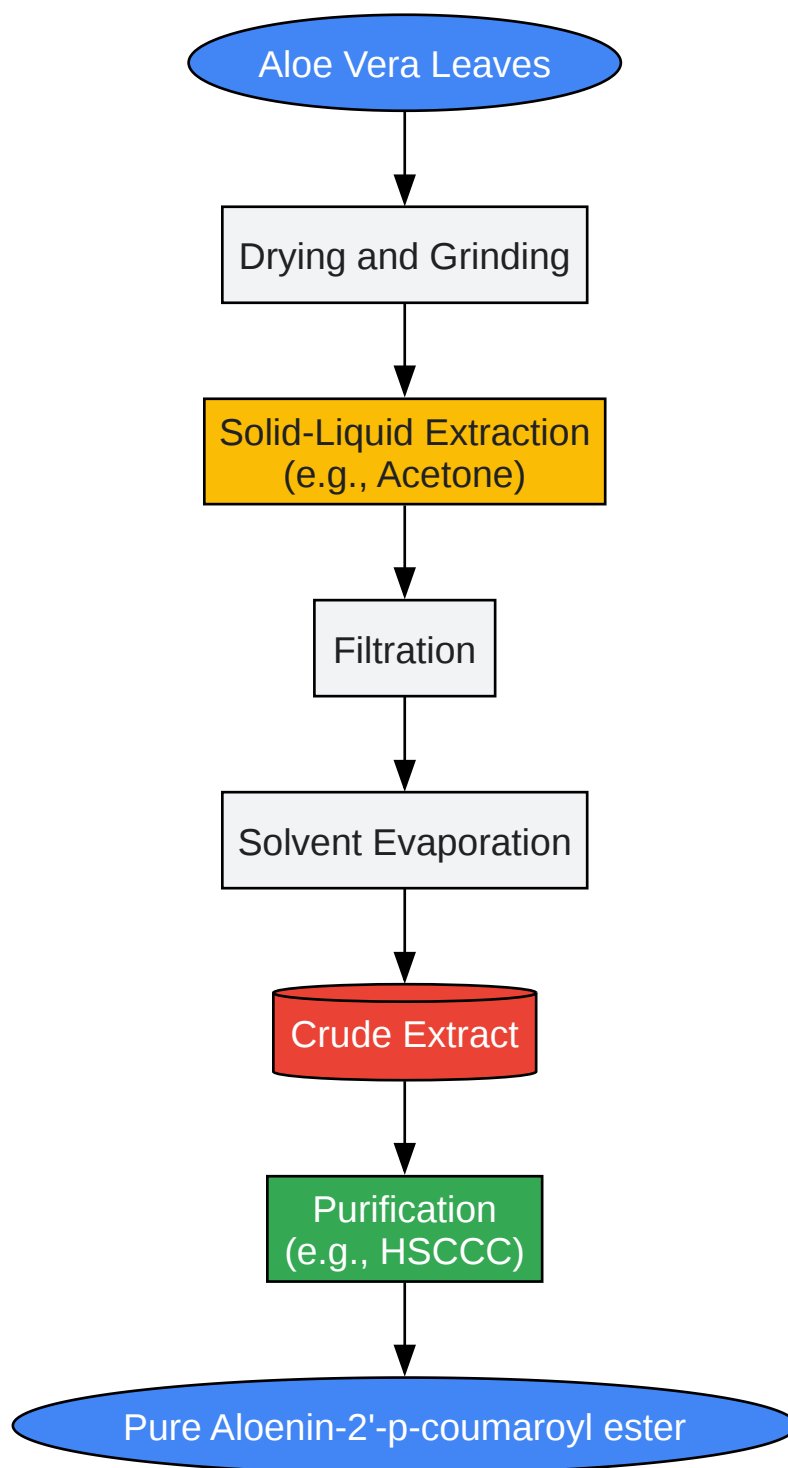 Aloe Vera Leaves
Drying and Grinding
Solid-Liquid Extraction
(e.g., Acetone)
Filtration
Solvent Evaporation
Crude Extract
Purification
(e.g., HSCCC)
Pure Aloenin-2'-p-coumaroyl ester